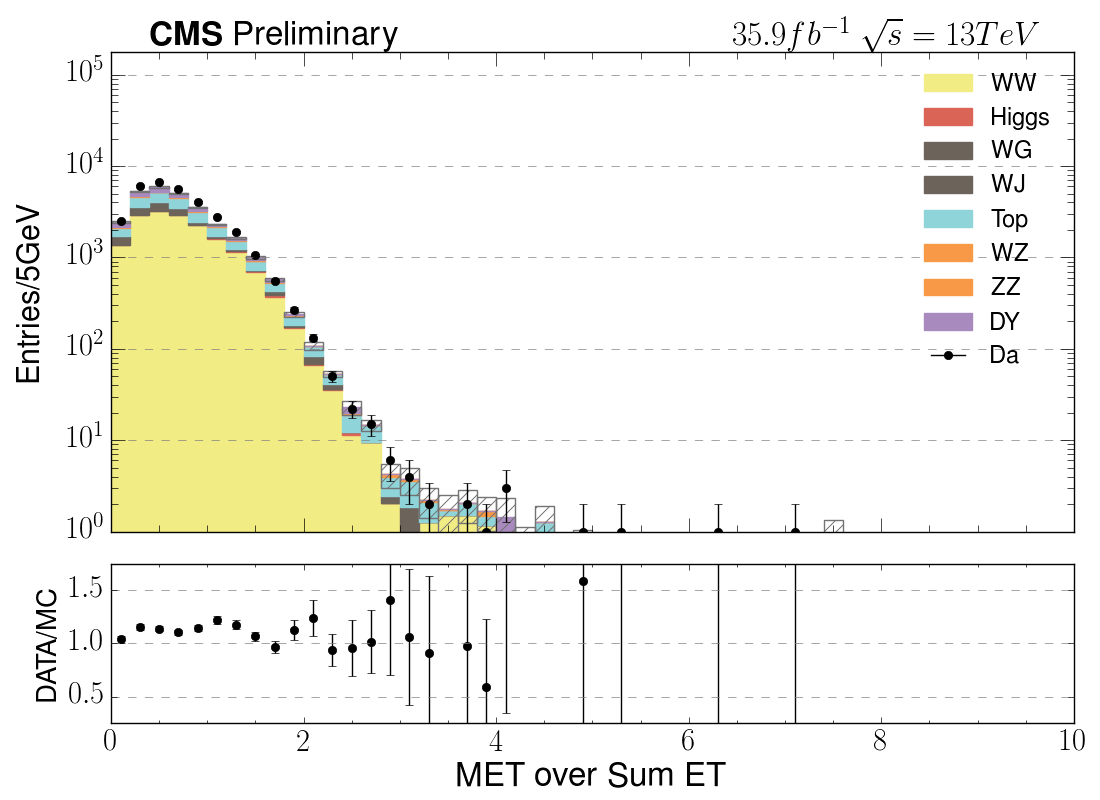 CMS Preliminary 35.9fb⁻¹ √s = 13TeV
10⁵
10⁴
10³
10²
10¹
10⁰
Entries/5GeV
WW
Higgs
WG
WJ
Top
WZ
ZZ
DY
Da
1.5
1.0
0.5
DATA/MC
0 2 4 6 8 10
MET over Sum ET